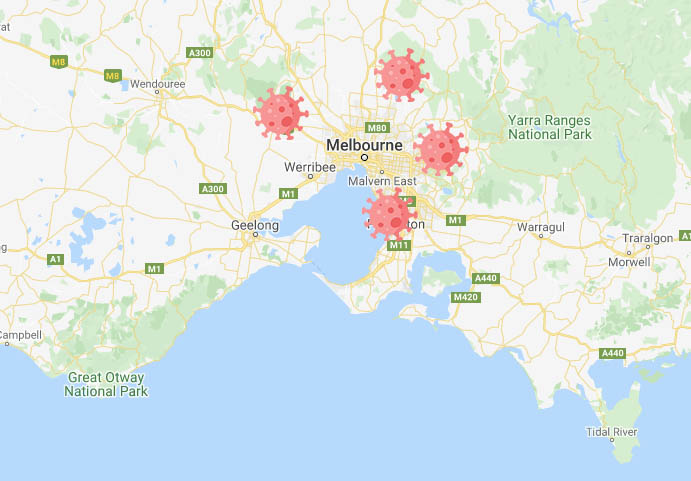 at
M8
M8
A300
Wendouree
M80
Melbourne
Yarra Ranges
National Park
Werribee
Malvern East
A300
M1
Geelong
M1
Warragul
Traralgon
Morwell
M11
A1
M1
A440
M420
A440
Campbell
Great Otway
National Park
Tidal River